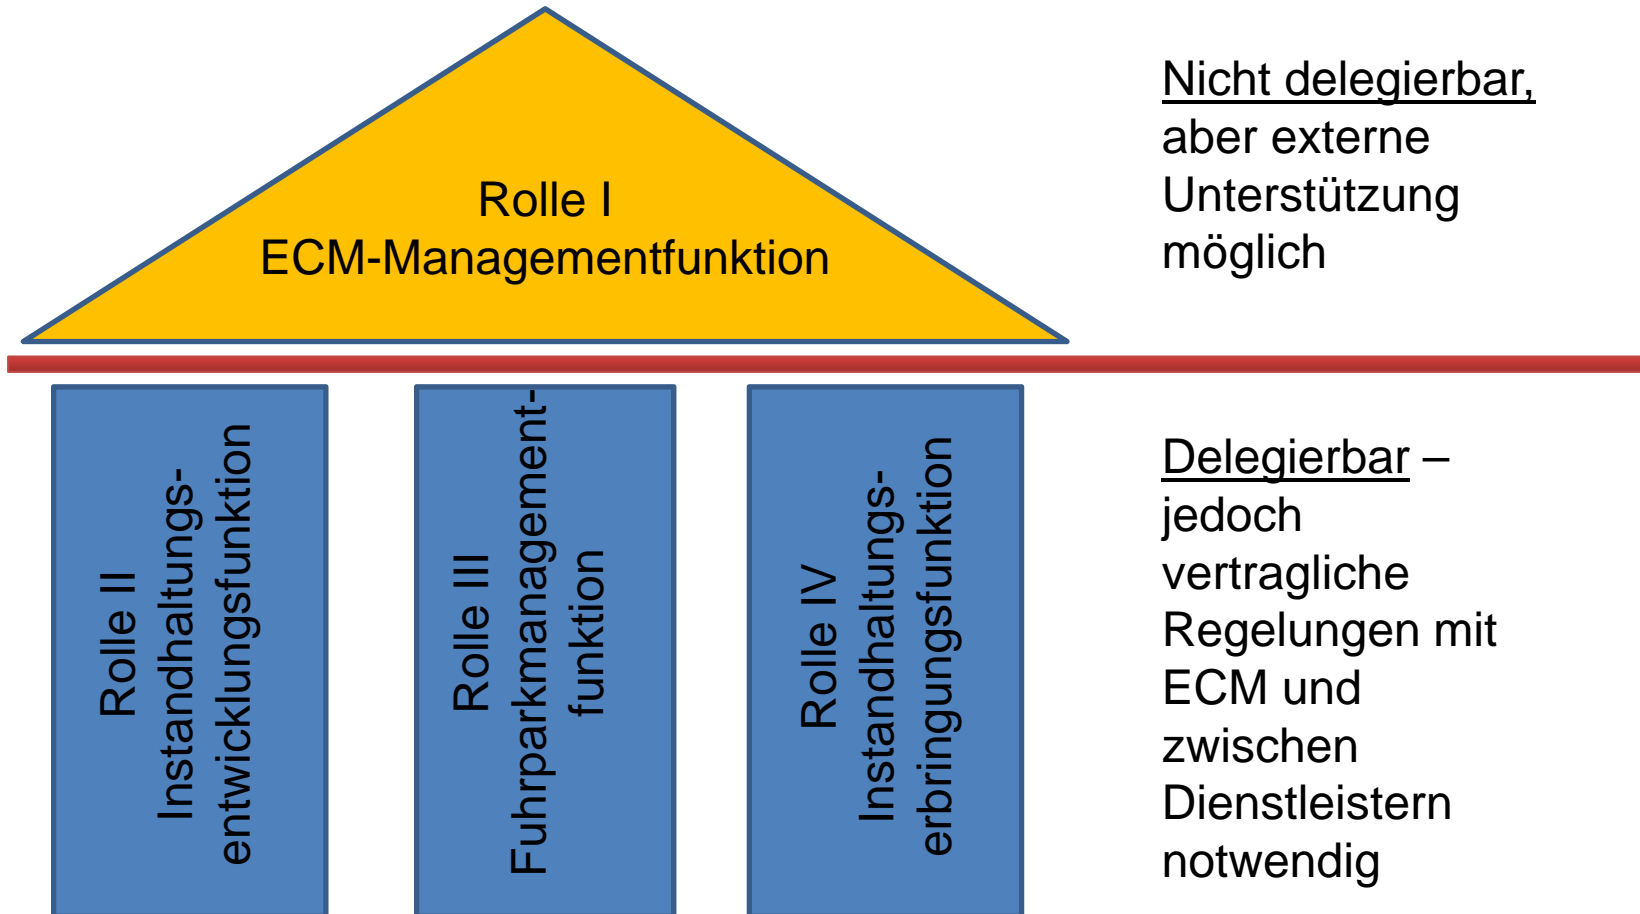 Rolle I
ECM-Managementfunktion
Nicht delegierbar,
aber externe
Unterstützung
möglich
Rolle II
Instandhaltungs-
entwicklungsfunktion
Rolle III
Fuhrparkmanagement-
funktion
Rolle IV
Instandhaltungs-
erbringungsfunktion
Delegierbar –
jedoch
vertragliche
Regelungen mit
ECM und
zwischen
Dienstleistern
notwendig